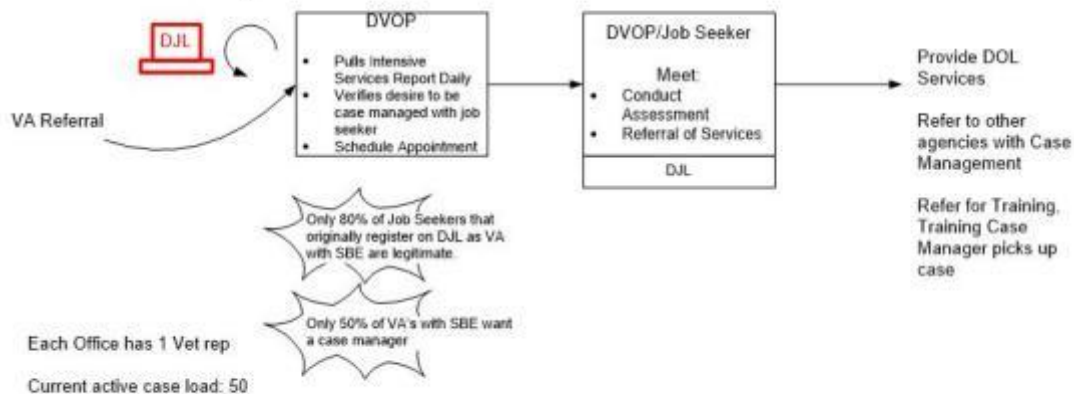 DJL
VA Referral
DVOP
• Pulls Intensive
Services Report Daily
• Verifies desire to be
case managed with job
seeker
• Schedule Appointment
DVOP/Job Seeker
Meet:
• Conduct
Assessment
• Referral of Services
DJL
Provide DOL
Services
Refer to other
agencies with Case
Management
Refer for Training,
Training Case
Manager picks up
case
Only 80% of Job Seekers that
originally register on DJL as VA
with SBE are legitimate.
Only 50% of VA's with SBE want
a case manager
Each Office has 1 Vet rep
Current active case load: 50